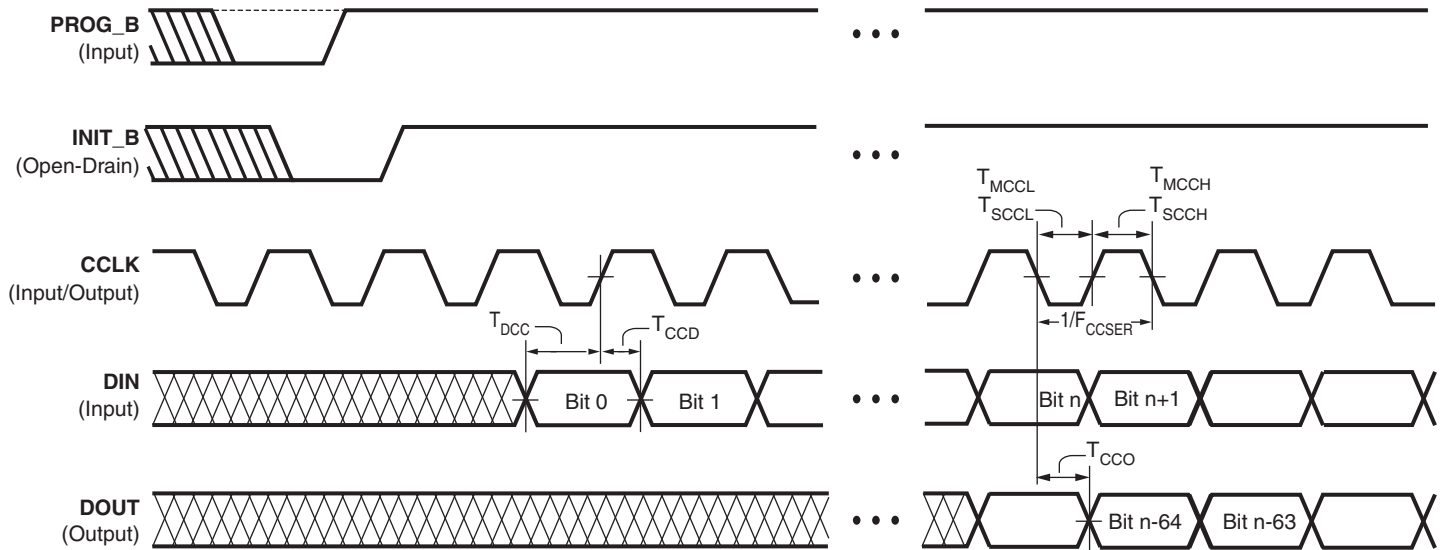 PROG_B
(Input)
INIT_B
(Open-Drain)
T_MCCL
T_SCCL
T_MCCH
T_SCCH
CCLK
(Input/Output)
1/F_CCSER
T_DCC
T_CCD
DIN
(Input)
Bit 0
Bit 1
Bit n
Bit n+1
T_CCO
DOUT
(Output)
Bit n-64
Bit n-63